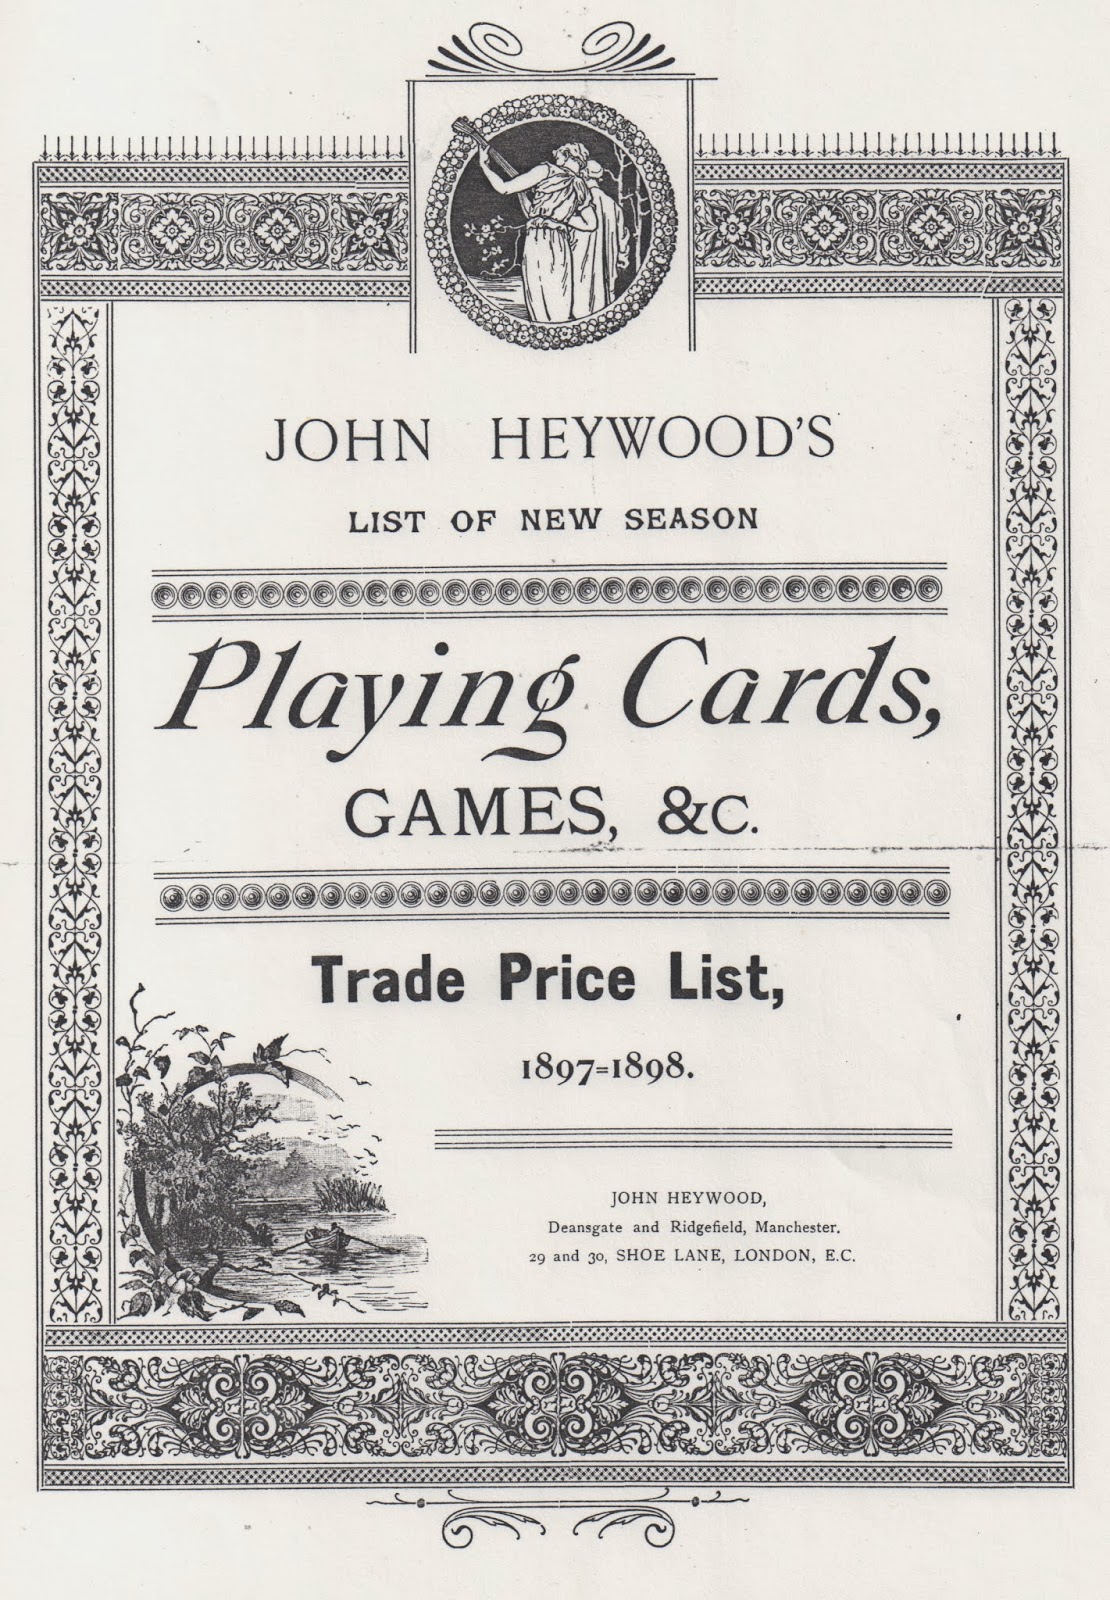 JOHN HEYWOOD'S
LIST OF NEW SEASON
Playing Cards,
GAMES, &C.
Trade Price List,
1897=1898.
JOHN HEYWOOD,
Deansgate and Ridgefield, Manchester.
29 and 30, SHOE LANE, LONDON, E.C.